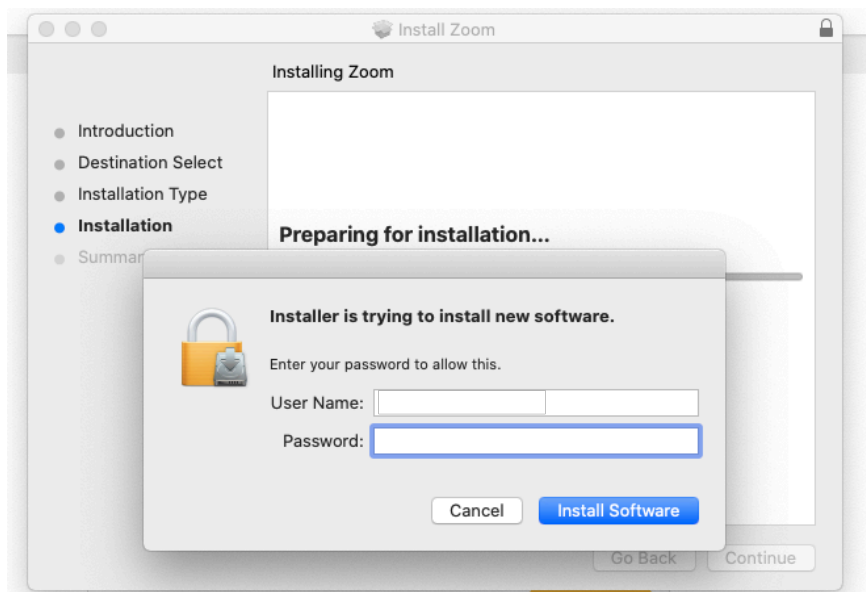 Install Zoom
Installing Zoom
Introduction
Destination Select
Installation Type
Installation
Preparing for installation...
Summar
Installer is trying to install new software.
Enter your password to allow this.
User Name:
Password:
Cancel
Install Software
Go Back
Continue